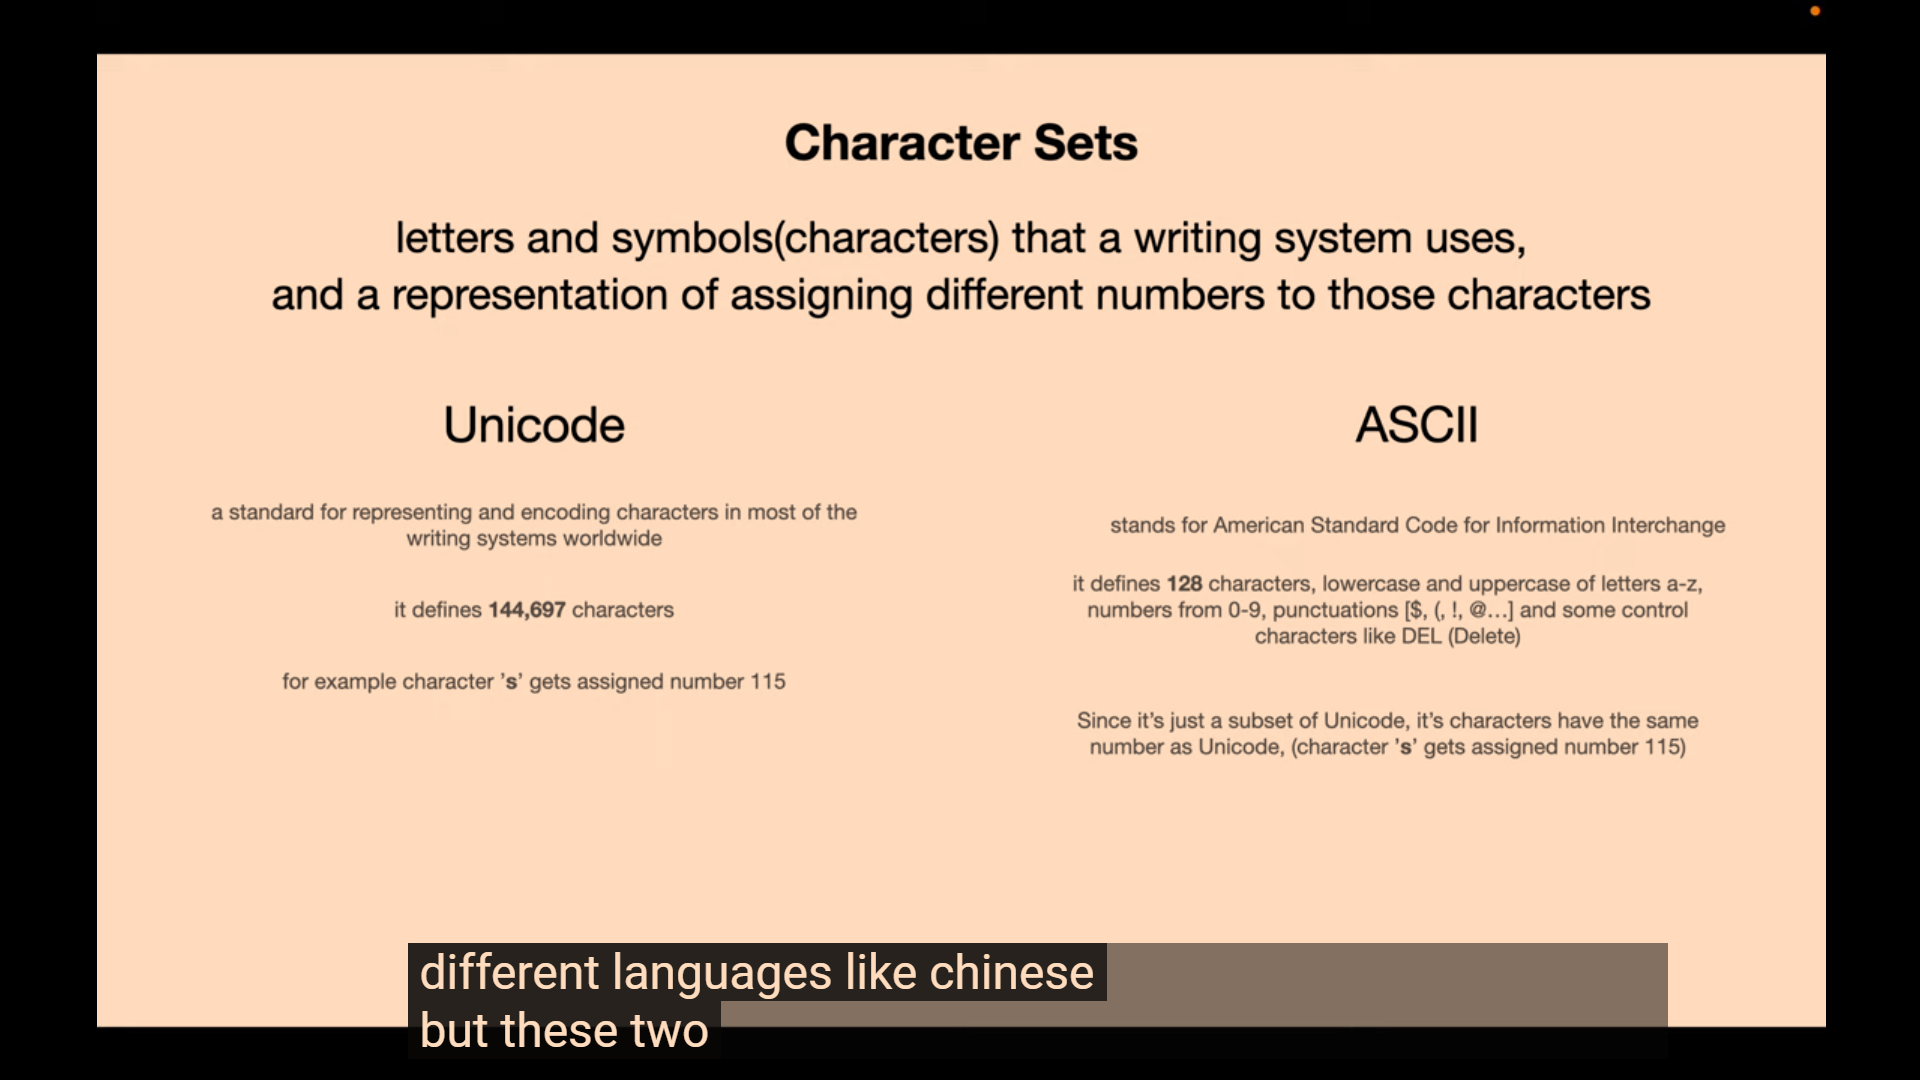 Character Sets
letters and symbols(characters) that a writing system uses,
and a representation of assigning different numbers to those characters
Unicode
a standard for representing and encoding characters in most of the
writing systems worldwide
it defines 144,697 characters
for example character ’s’ gets assigned number 115
ASCII
stands for American Standard Code for Information Interchange
it defines 128 characters, lowercase and uppercase of letters a-z,
numbers from 0-9, punctuations [$, (, !, @…] and some control
characters like DEL (Delete)
Since it’s just a subset of Unicode, it’s characters have the same
number as Unicode, (character ’s’ gets assigned number 115)
different languages like chinese
but these two